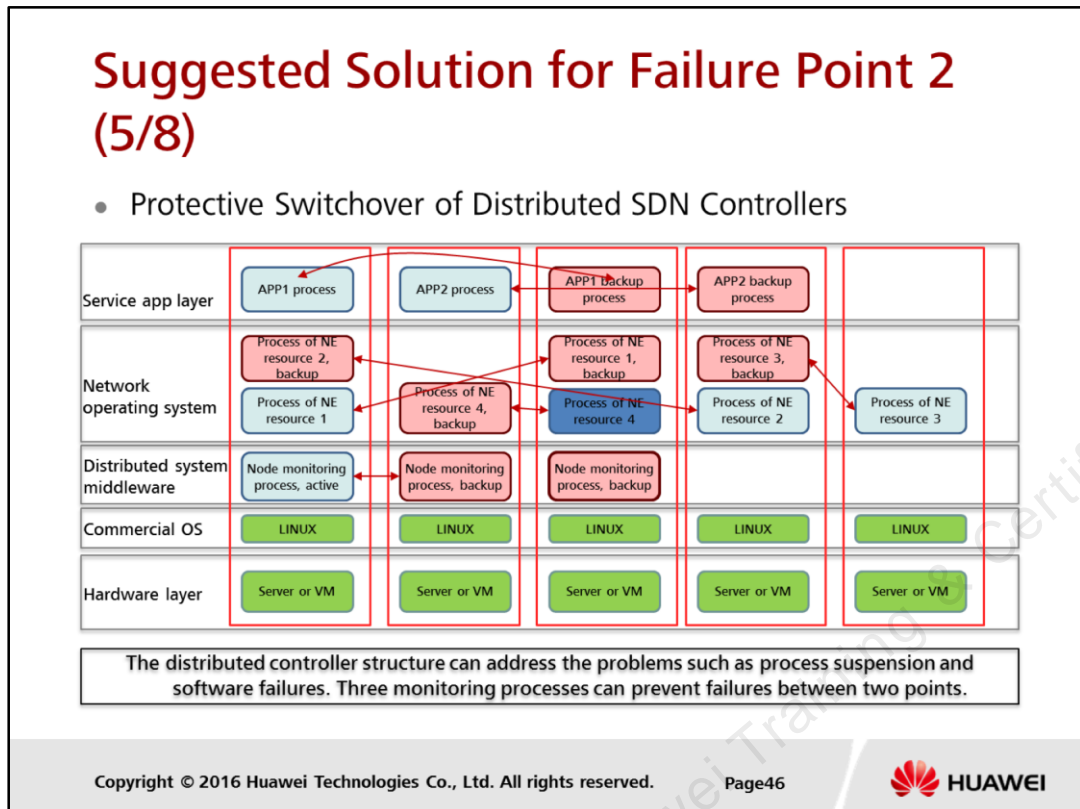 Suggested Solution for Failure Point 2
(5/8)
• Protective Switchover of Distributed SDN Controllers
Service app layer
APP1 process
APP2 process
APP1 backup
process
APP2 backup
process
Network
operating system
Process of NE
resource 2,
backup
Process of NE
resource 1,
backup
Process of NE
resource 3,
backup
Process of NE
resource 1
Process of NE
resource 4,
backup
Process of NE
resource 4
Process of NE
resource 2
Process of NE
resource 3
Distributed system
middleware
Node monitoring
process, active
Node monitoring
process, backup
Node monitoring
process, backup
Commercial OS
LINUX
LINUX
LINUX
LINUX
LINUX
Hardware layer
Server or VM
Server or VM
Server or VM
Server or VM
Server or VM
The distributed controller structure can address the problems such as process suspension and
software failures. Three monitoring processes can prevent failures between two points.
Copyright © 2016 Huawei Technologies Co., Ltd. All rights reserved.
Page46
HUAWEI